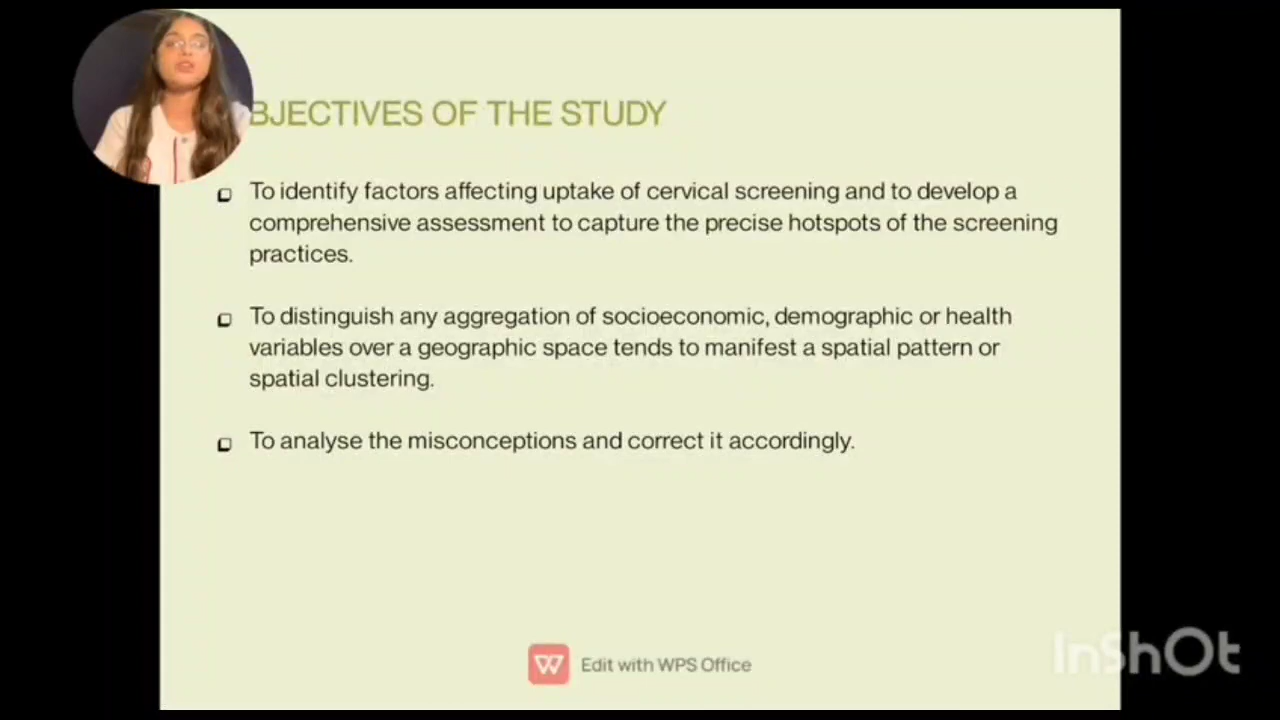 BJECTIVES OF THE STUDY
To identify factors affecting uptake of cervical screening and to develop a
comprehensive assessment to capture the precise hotspots of the screening
practices.
To distinguish any aggregation of socioeconomic, demographic or health
variables over a geographic space tends to manifest a spatial pattern or
spatial clustering.
To analyse the misconceptions and correct it accordingly.
Edit with WPS Office
InShOt